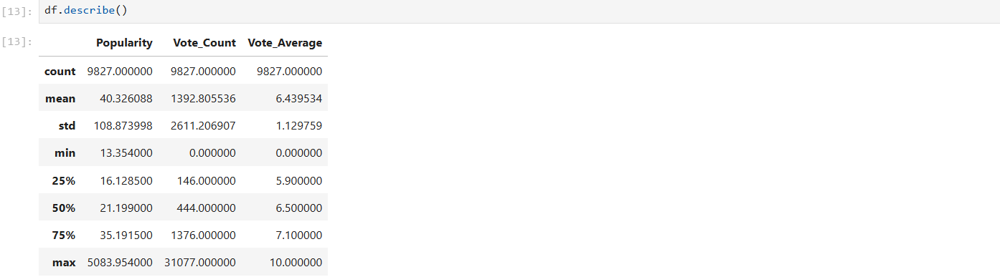 [13]: df.describe()
[13]:
Popularity Vote_Count Vote_Average
count 9827.000000 9827.000000 9827.000000
mean 40.326088 1392.805536 6.439534
std 108.873998 2611.206907 1.129759
min 13.354000 0.000000 0.000000
25% 16.128500 146.000000 5.900000
50% 21.199000 444.000000 6.500000
75% 35.191500 1376.000000 7.100000
max 5083.954000 31077.000000 10.000000